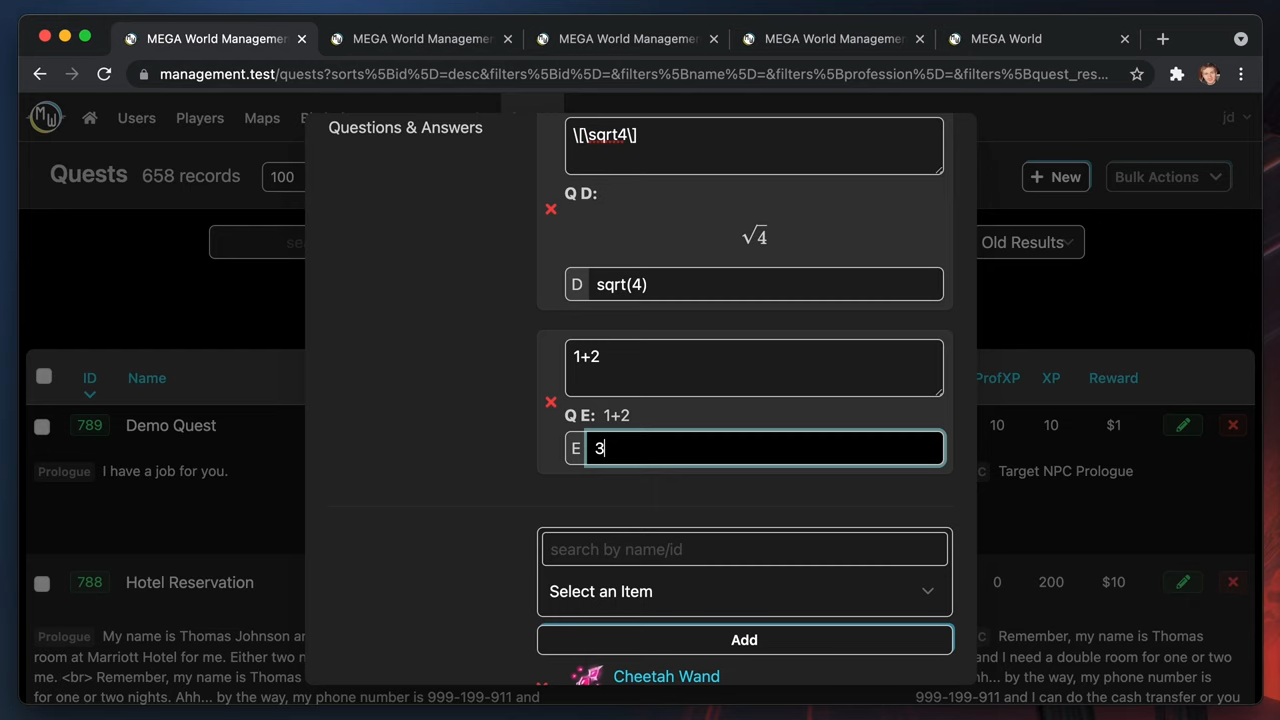 MEGA World Managemen
MEGA World Management
MEGA World Managemen
MEGA World Managemen
MEGA World
management.test/quests?sorts%5Bid%5D=desc&filters%5Bid%5D=&filters%5Bname%5D=&filters%5Bprofession%5D=&filters%5Bquest_res...
MW
Users
Players
Maps
jd
Questions & Answers
\[\sqrt4\]
Q D:
√4
D sqrt(4)
1+2
Q E: 1+2
E 3
search by name/id
Select an Item
Add
Cheetah Wand
Quests 658 records 100
+ New
Bulk Actions
Old Results
ID Name ProfXP XP Reward
789 Demo Quest 10 10 $1
Prologue I have a job for you.
Target NPC Prologue
788 Hotel Reservation 0 200 $10
Prologue My name is Thomas Johnson an
room at Marriott Hotel for me. Either two n
me. <br> Remember, my name is Thomas
for one or two nights. Ahh... by the way, my phone number is 999-199-911 and
Remember, my name is Thomas
and I need a double room for one or two
by the way, my phone number is
999-199-911 and I can do the cash transfer or you